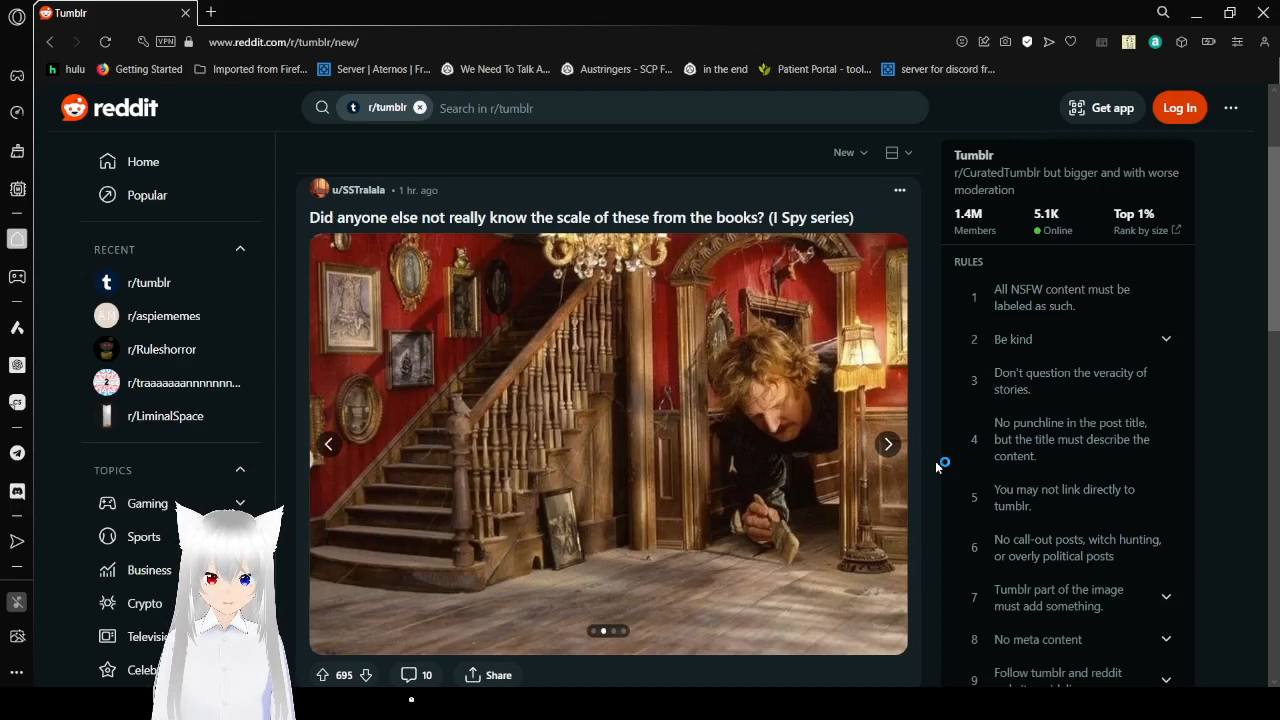 Tumblr
www.reddit.com/r/tumblr/new/
VPN
hulu
Getting Started
Imported from Firef...
Server | Aternos | Fr...
We Need To Talk A...
Austringers - SCP F...
in the end
Patient Portal - tool...
server for discord fr...
reddit
r/tumblr
Search in r/tumblr
Get app
Log In
Home
Popular
RECENT
r/tumblr
r/aspiememes
r/Ruleshorror
r/traaaaaaannnnnnn...
r/LiminalSpace
TOPICS
Gaming
Sports
Business
Crypto
Televisi
Celeb
New
u/SSTralala • 1 hr. ago
Did anyone else not really know the scale of these from the books? (I Spy series)
695
10
Share
Tumblr
r/CuratedTumblr but bigger and with worse
moderation
1.4M
5.1K
Top 1%
Members
Online
Rank by size
RULES
1
All NSFW content must be
labeled as such.
2
Be kind
3
Don't question the veracity of
stories.
4
No punchline in the post title,
but the title must describe the
content.
5
You may not link directly to
tumblr.
6
No call-out posts, witch hunting,
or overly political posts
7
Tumblr part of the image
must add something.
8
No meta content
9
Follow tumblr and reddit